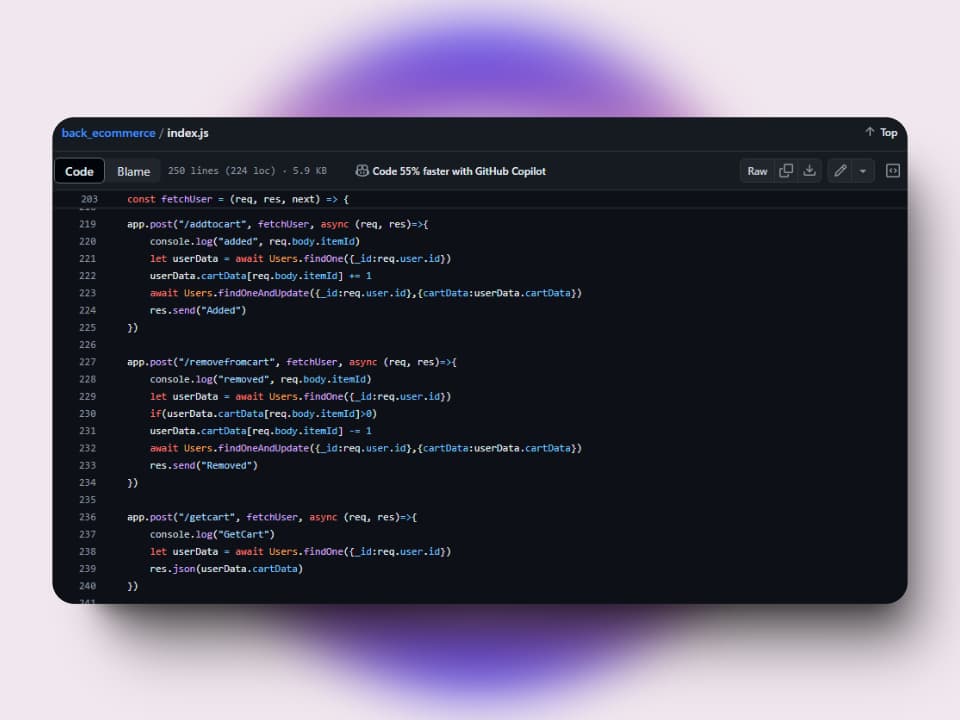 back_ecommerce / index.js
Top
Code Blame 250 lines (224 loc) · 5.9 KB Code 55% faster with GitHub Copilot Raw
203 const fetchUser = (req, res, next) => {
219 app.post("/addtocart", fetchUser, async (req, res)=>{
220     console.log("added", req.body.itemId)
221     let userData = await Users.findOne({_id:req.user.id})
222     userData.cartData[req.body.itemId] += 1
223     await Users.findOneAndUpdate({_id:req.user.id},{cartData:userData.cartData})
224     res.send("Added")
225 })
226
227 app.post("/removefromcart", fetchUser, async (req, res)=>{
228     console.log("removed", req.body.itemId)
229     let userData = await Users.findOne({_id:req.user.id})
230     if(userData.cartData[req.body.itemId]>0)
231     userData.cartData[req.body.itemId] -= 1
232     await Users.findOneAndUpdate({_id:req.user.id},{cartData:userData.cartData})
233     res.send("Removed")
234 })
235
236 app.post("/getcart", fetchUser, async (req, res)=>{
237     console.log("GetCart")
238     let userData = await Users.findOne({_id:req.user.id})
239     res.json(userData.cartData)
240 })
241